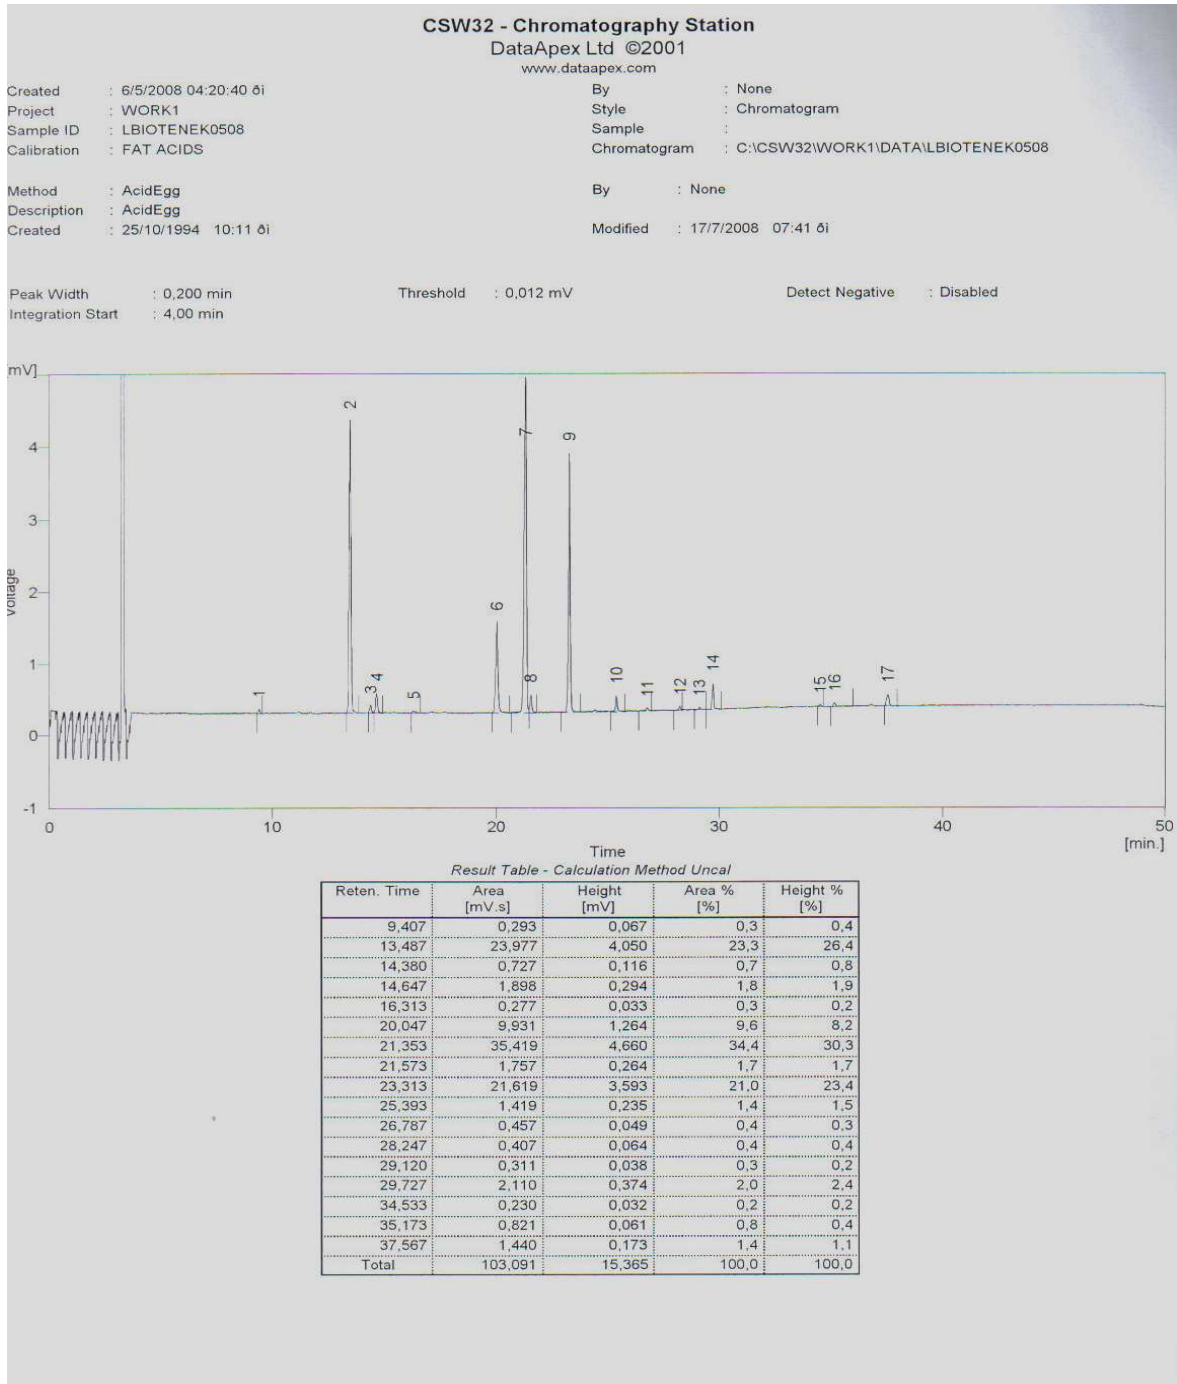 CSW32 - Chromatography Station
DataApex Ltd ©2001
www.dataapex.com
Created : 6/5/2008 04:20:40 ði By : None
Project : WORK1 Style : Chromatogram
Sample ID : LBIOTENEK0508 Sample :
Calibration : FAT ACIDS Chromatogram : C:\CSW32\WORK1\DATA\LBIOTENEK0508
Method : AcidEgg By : None
Description : AcidEgg
Created : 25/10/1994 10:11 ði Modified : 17/7/2008 07:41 ði
Peak Width : 0,200 min Threshold : 0,012 mV Detect Negative : Disabled
Integration Start : 4,00 min
mV]
4
3
2
1
0
-1
Voltage
1
2
3
4
5
6
7
8
9
10
11
12
13
14
15
16
17
0 10 20 30 40 50
Time [min.]
Result Table - Calculation Method Uncal
Reten. Time Area Height Area % Height %
[mV.s] [mV] [%] [%]
9,407 0,293 0,067 0,3 0,4
13,487 23,977 4,050 23,3 26,4
14,380 0,727 0,116 0,7 0,8
14,647 1,898 0,294 1,8 1,9
16,313 0,277 0,033 0,3 0,2
20,047 9,931 1,264 9,6 8,2
21,353 35,419 4,660 34,4 30,3
21,573 1,757 0,264 1,7 1,7
23,313 21,619 3,593 21,0 23,4
25,393 1,419 0,235 1,4 1,5
26,787 0,457 0,049 0,4 0,3
28,247 0,407 0,064 0,4 0,4
29,120 0,311 0,038 0,3 0,2
29,727 2,110 0,374 2,0 2,4
34,533 0,230 0,032 0,2 0,2
35,173 0,821 0,061 0,8 0,4
37,567 1,440 0,173 1,4 1,1
Total 103,091 15,365 100,0 100,0